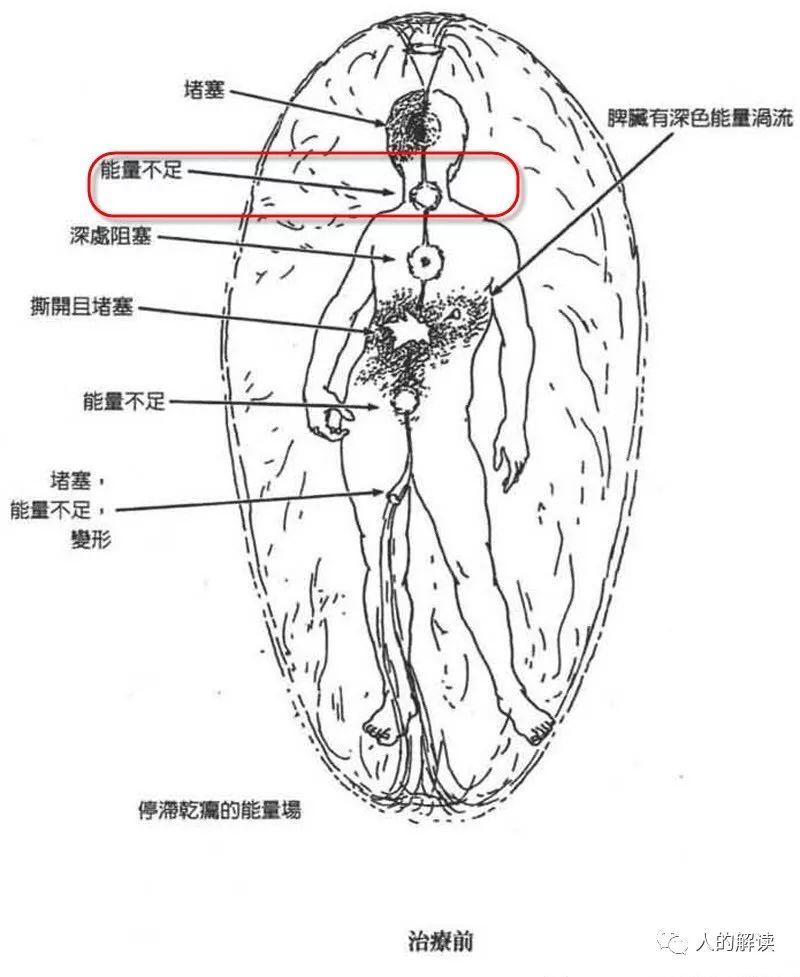 堵塞
脾臟有深色能量渦流
能量不足
深處阻塞
撕開且堵塞
能量不足
堵塞，
能量不足，
變形
停滯乾癟的能量場
治療前
人的解读